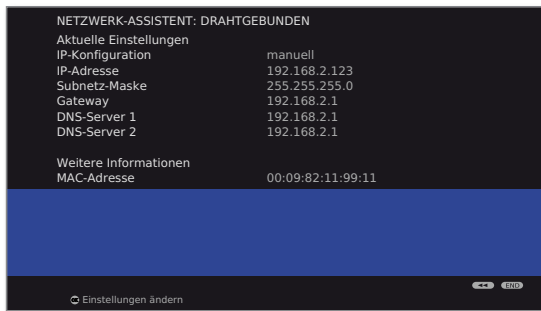 NETZWERK-ASSISTENT: DRAHTGEBUNDEN
Aktuelle Einstellungen
IP-Konfiguration manuell
IP-Adresse 192.168.2.123
Subnetz-Maske 255.255.255.0
Gateway 192.168.2.1
DNS-Server 1 192.168.2.1
DNS-Server 2 192.168.2.1
Weitere Informationen
MAC-Adresse 00:09:82:11:99:11
END
Einstellungen ändern